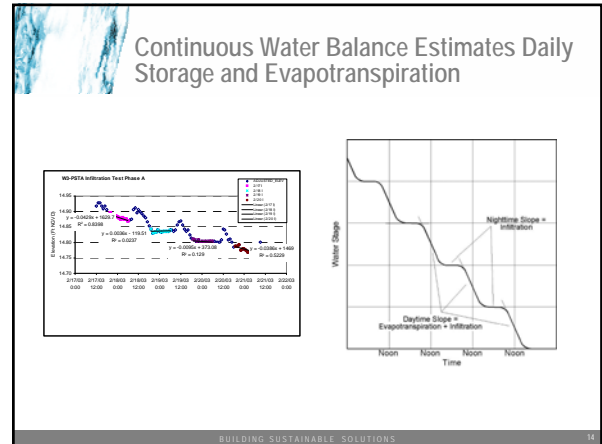 Continuous Water Balance Estimates Daily
Storage and Evapotranspiration
W3-PSTA Infiltration Test Phase A
14.95
14.90
14.85
14.80
14.75
14.70
Elevation (Ft NGVD)
y = -0.0429x + 1629.7
R² = 0.8398
y = 0.0036x - 119.51
R² = 0.0237
y = -0.0095x + 373.08
R² = 0.129
y = -0.0386x + 1469
R² = 0.5229
2/17/03 2/17/03 2/18/03 2/18/03 2/19/03 2/19/03 2/20/03 2/20/03 2/21/03 2/21/03 2/22/03
0:00 12:00 0:00 12:00 0:00 12:00 0:00 12:00 0:00 12:00 0:00
Water Stage
Nighttime Slope =
Infiltration
Daytime Slope =
Evapotranspiration + Infiltration
Noon Noon Noon Noon
Time
BUILDING SUSTAINABLE SOLUTIONS
14